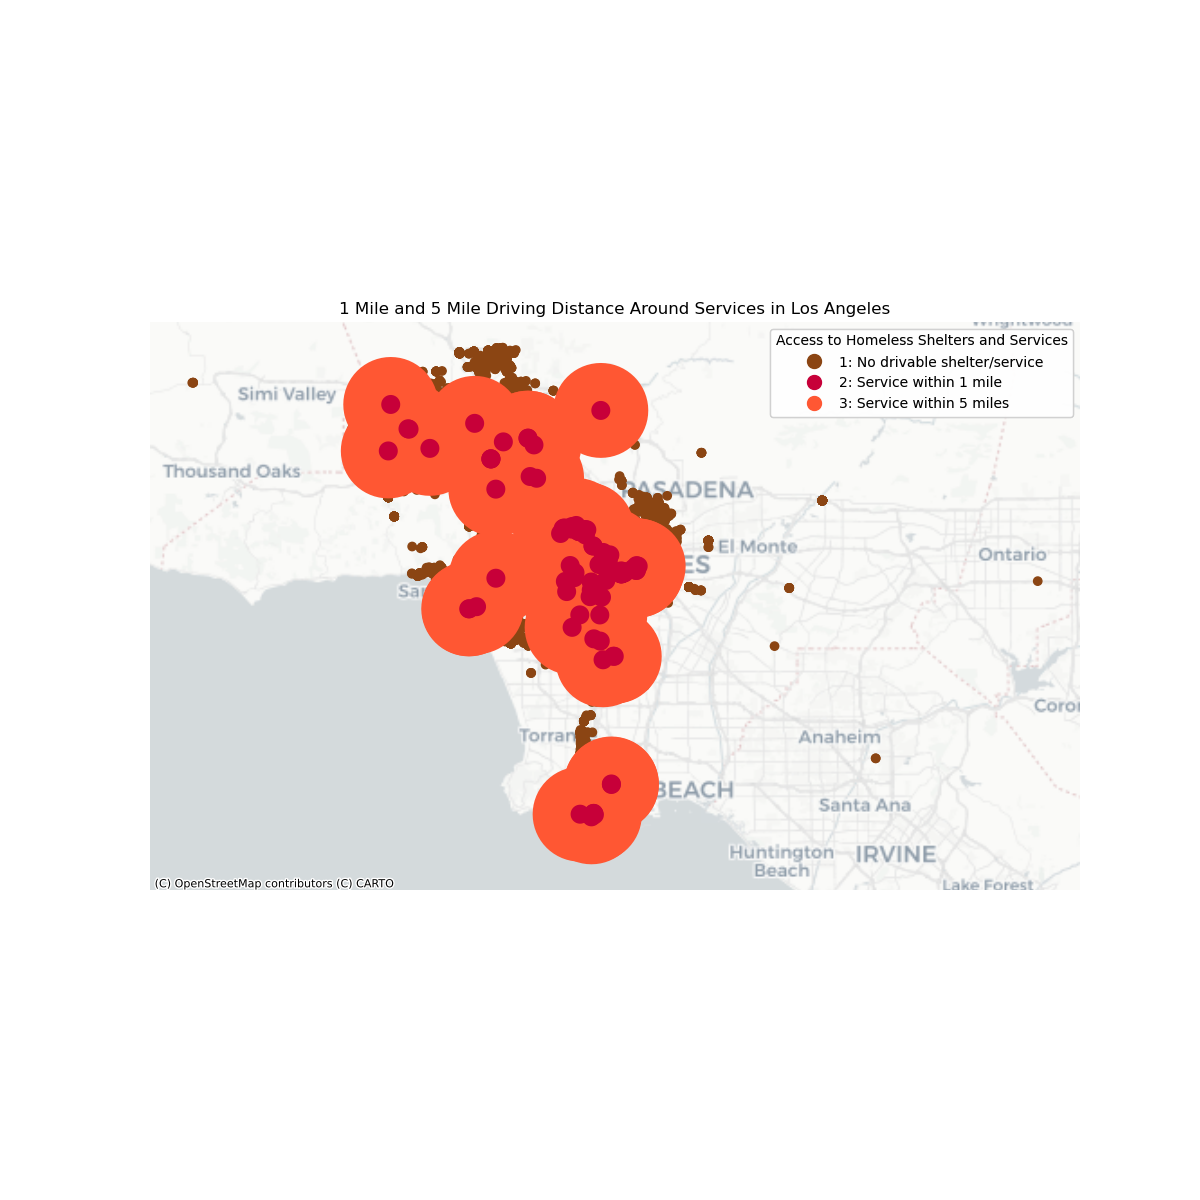 1 Mile and 5 Mile Driving Distance Around Services in Los Angeles
Wrightwood
Access to Homeless Shelters and Services
1: No drivable shelter/service
2: Service within 1 mile
3: Service within 5 miles
Simi Valley
Thousand Oaks
PASADENA
El Monte
Ontario
ES
Sa
Torran
Anaheim
Coron
BEACH
Santa Ana
Huntington
Beach
IRVINE
Lake Forest
(C) OpenStreetMap contributors (C) CARTO